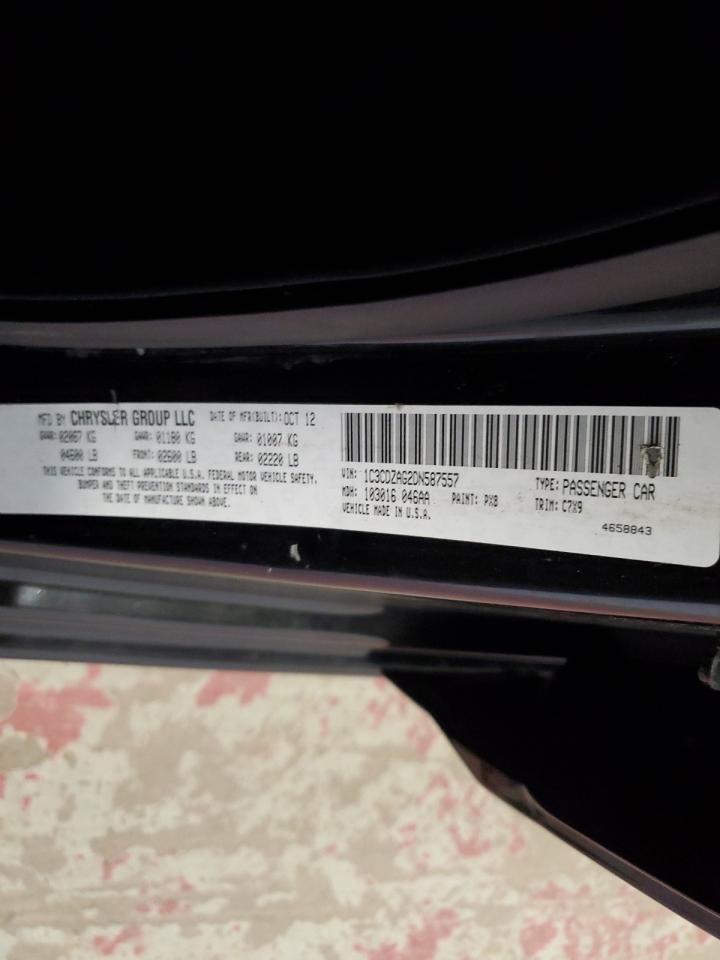 MFD BY CHRYSLER GROUP LLC DATE OF MFR(BUILT): OCT 12
GVWR: 02087 KG GAWR: 01180 KG GAWR: 01007 KG
04600 LB FRONT: 02600 LB REAR: 02220 LB
THIS VEHICLE CONFORMS TO ALL APPLICABLE U.S.A. FEDERAL MOTOR VEHICLE SAFETY,
BUMPER AND THEFT PREVENTION STANDARDS IN EFFECT ON
THE DATE OF MANUFACTURE SHOWN ABOVE.
VIN: 1C3CDZAG2DN587557 TYPE: PASSENGER CAR
MDH: 103016 046AA PAINT: PX8 TRIM: C7X9
VEHICLE MADE IN U.S.A.
4658843